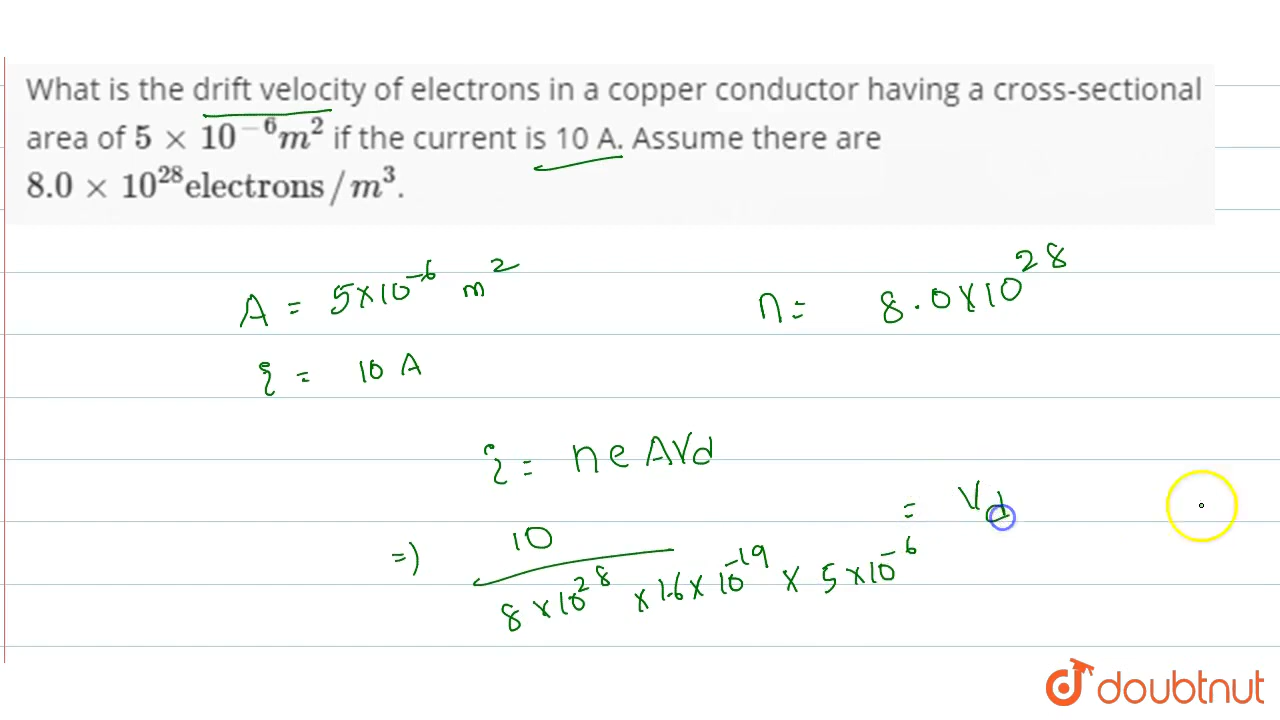 What is the drift velocity of electrons in a copper conductor having a cross-sectional
area of 5 × 10⁻⁶m² if the current is 10 A. Assume there are
8.0 × 10²⁸electrons/m³.
A = 5×10⁻⁶ m²
n = 8.0×10²⁸
i = 10 A
i = neAVd
=) 10
8×10²⁸ ×1.6×10⁻¹⁹ × 5×10⁻⁶ = Vd
doubtnut